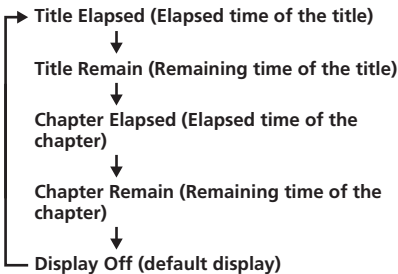 Title Elapsed (Elapsed time of the title)
Title Remain (Remaining time of the title)
Chapter Elapsed (Elapsed time of the
chapter)
Chapter Remain (Remaining time of the
chapter)
Display Off (default display)